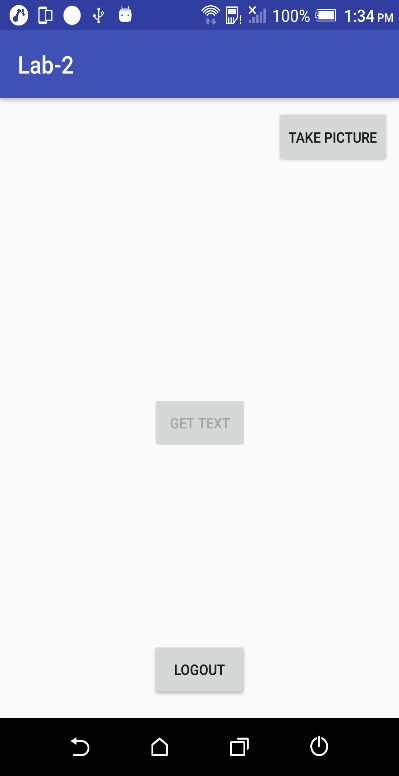 100% 1:34 PM
Lab-2
TAKE PICTURE
GET TEXT
LOGOUT